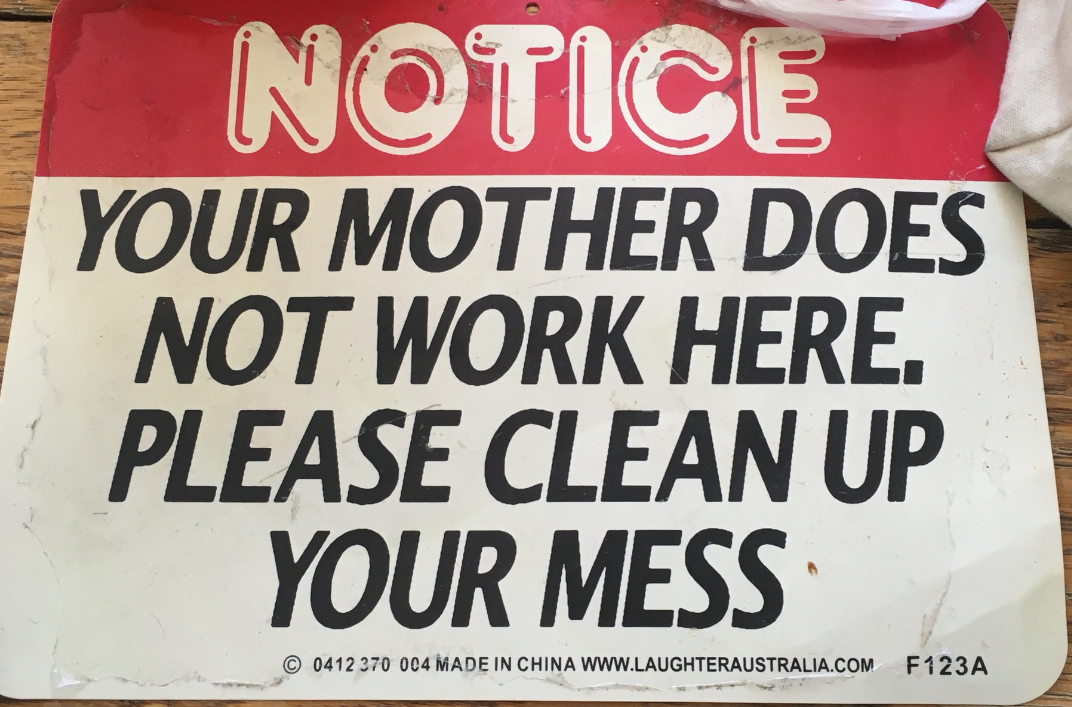 NOTICE
YOUR MOTHER DOES
NOT WORK HERE.
PLEASE CLEAN UP
YOUR MESS
© 0412 370 004 MADE IN CHINA WWW.LAUGHTERAUSTRALIA.COM F123A